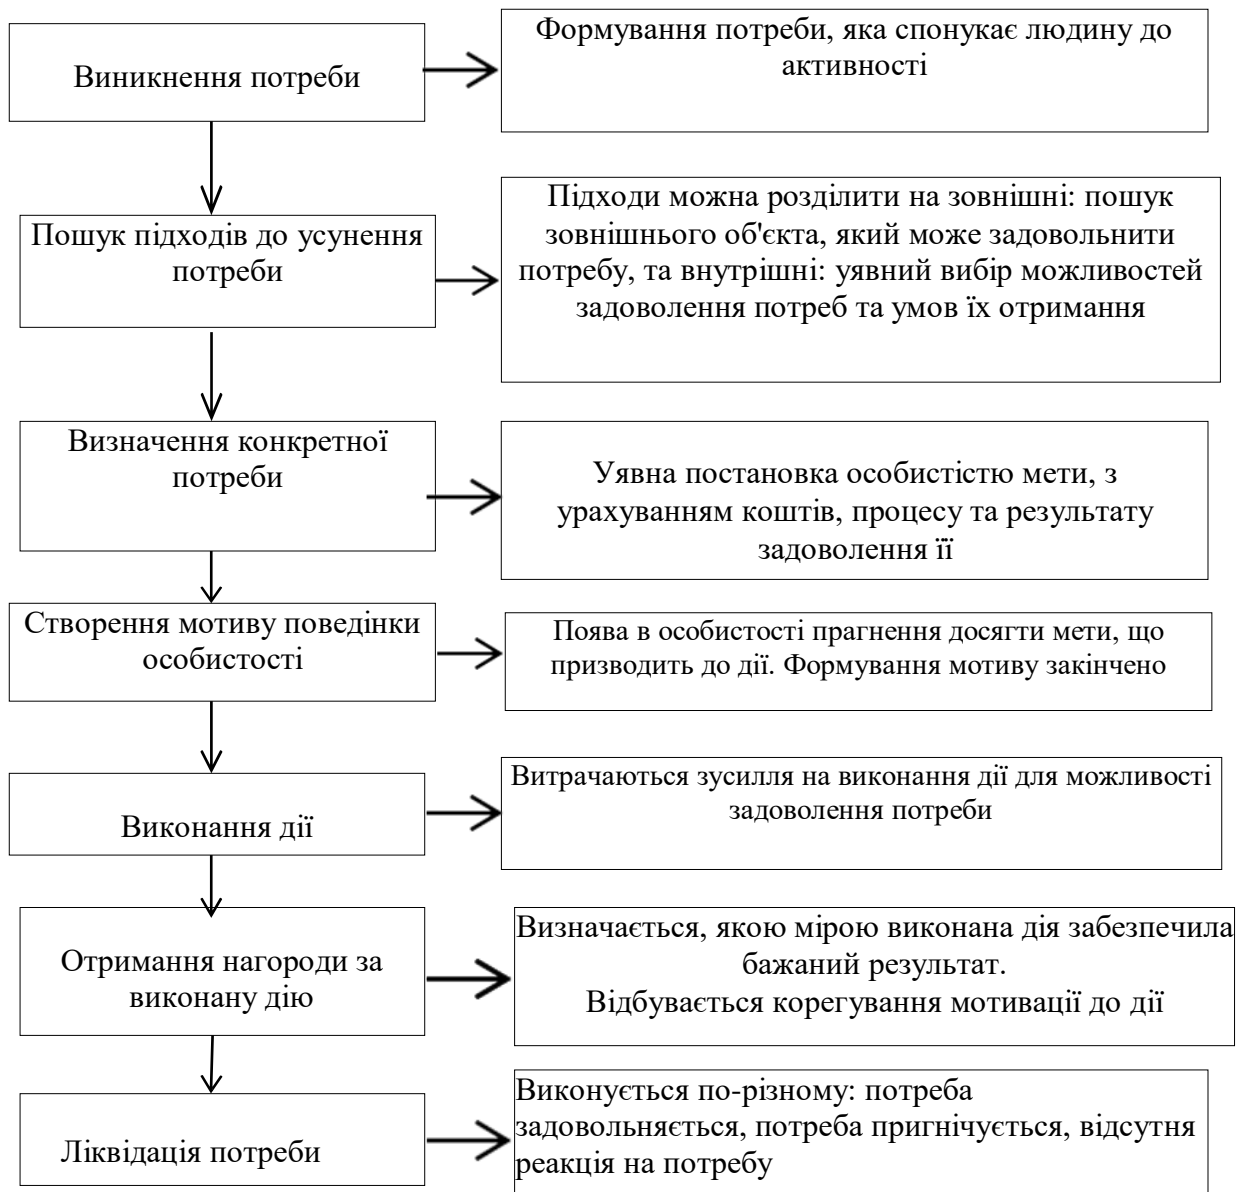 Виникнення потреби
Формування потреби, яка спонукає людину до
активності
Пошук підходів до усунення
потреби
Підходи можна розділити на зовнішні: пошук
зовнішнього об'єкта, який може задовольнити
потребу, та внутрішні: уявний вибір можливостей
задоволення потреб та умов їх отримання
Визначення конкретної
потреби
Уявна постановка особистістю мети, з
урахуванням коштів, процесу та результату
задоволення її
Створення мотиву поведінки
особистості
Поява в особистості прагнення досягти мети, що
призводить до дії. Формування мотиву закінчено
Виконання дії
Витрачаються зусилля на виконання дії для можливості
задоволення потреби
Отримання нагороди за
виконану дію
Визначається, якою мірою виконана дія забезпечила
бажаний результат.
Відбувається корегування мотивації до дії
Ліквідація потреби
Виконується по-різному: потреба
задовольняється, потреба пригнічується, відсутня
реакція на потребу